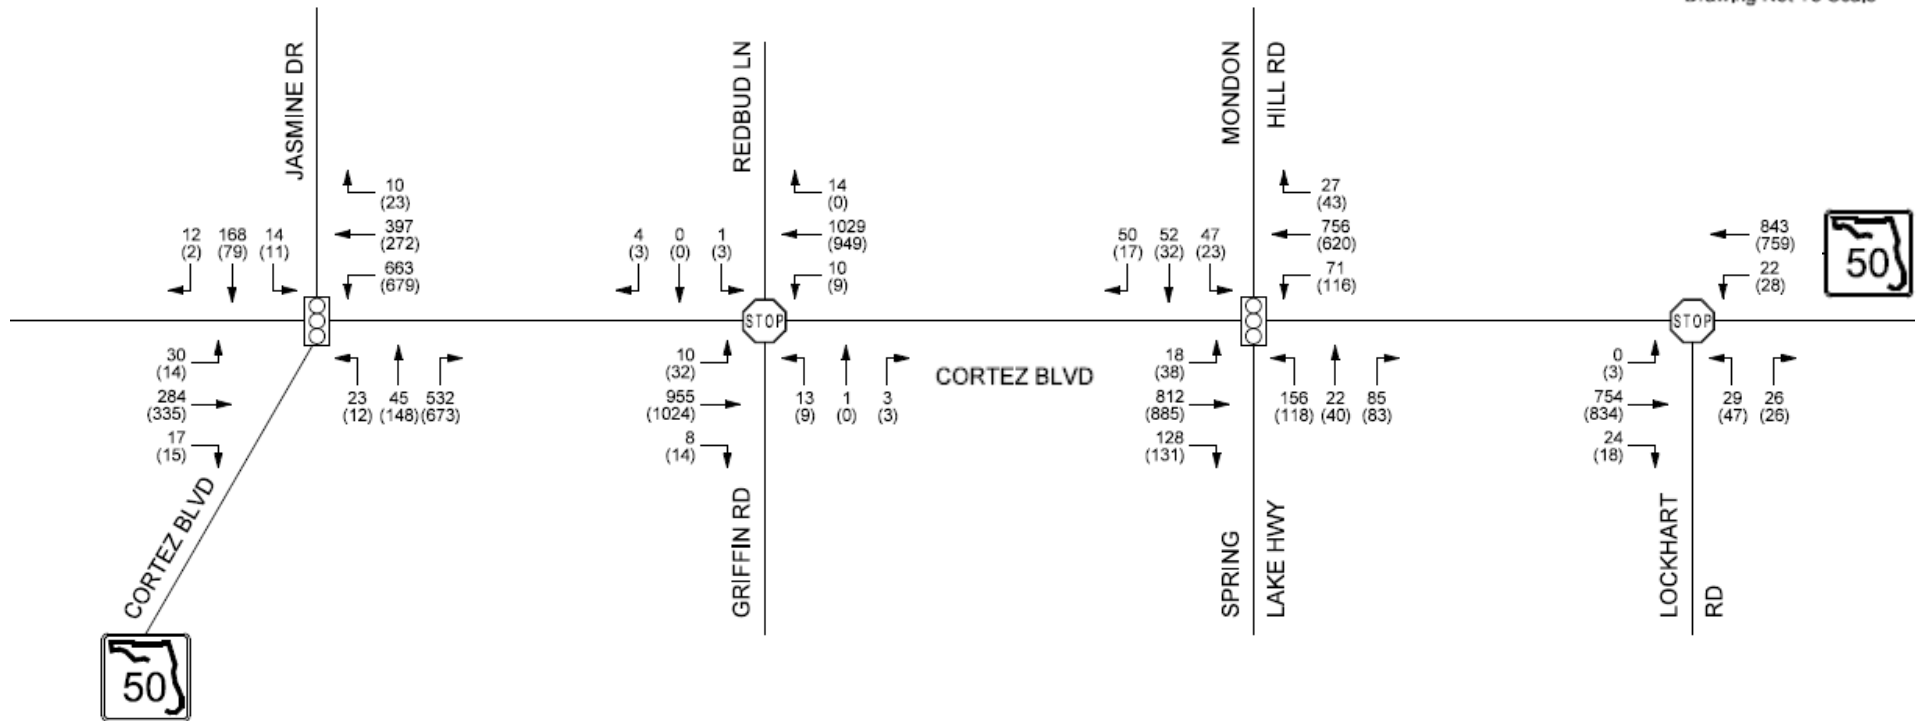 JASMINE DR
10
(23)
397
(272)
663
(679)
12 168 14
(2) (79) (11)
30
(14)
284
(335)
17
(15)
23 45 532
(12) (148) (673)
CORTEZ BLVD
50
REDBUD LN
14
(0)
1029
(949)
10
(9)
4 0 1
(3) (0) (3)
STOP
10
(32)
955
(1024)
8
(14)
13 1 3
(9) (0) (3)
GRIFFIN RD
CORTEZ BLVD
MONDON
HILL RD
27
(43)
756
(620)
71
(116)
50 52 47
(17) (32) (23)
18
(38)
812
(885)
128
(131)
156 22 85
(118) (40) (83)
SPRING
LAKE HWY
843
(759)
22
(28)
50
STOP
0
(3)
754
(834)
24
(18)
29 26
(47) (26)
LOCKHART
RD